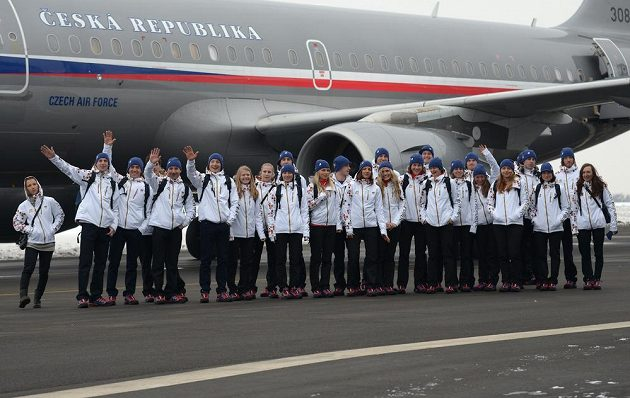 ČESKÁ REPUBLIKA
308
CZECH AIR FORCE